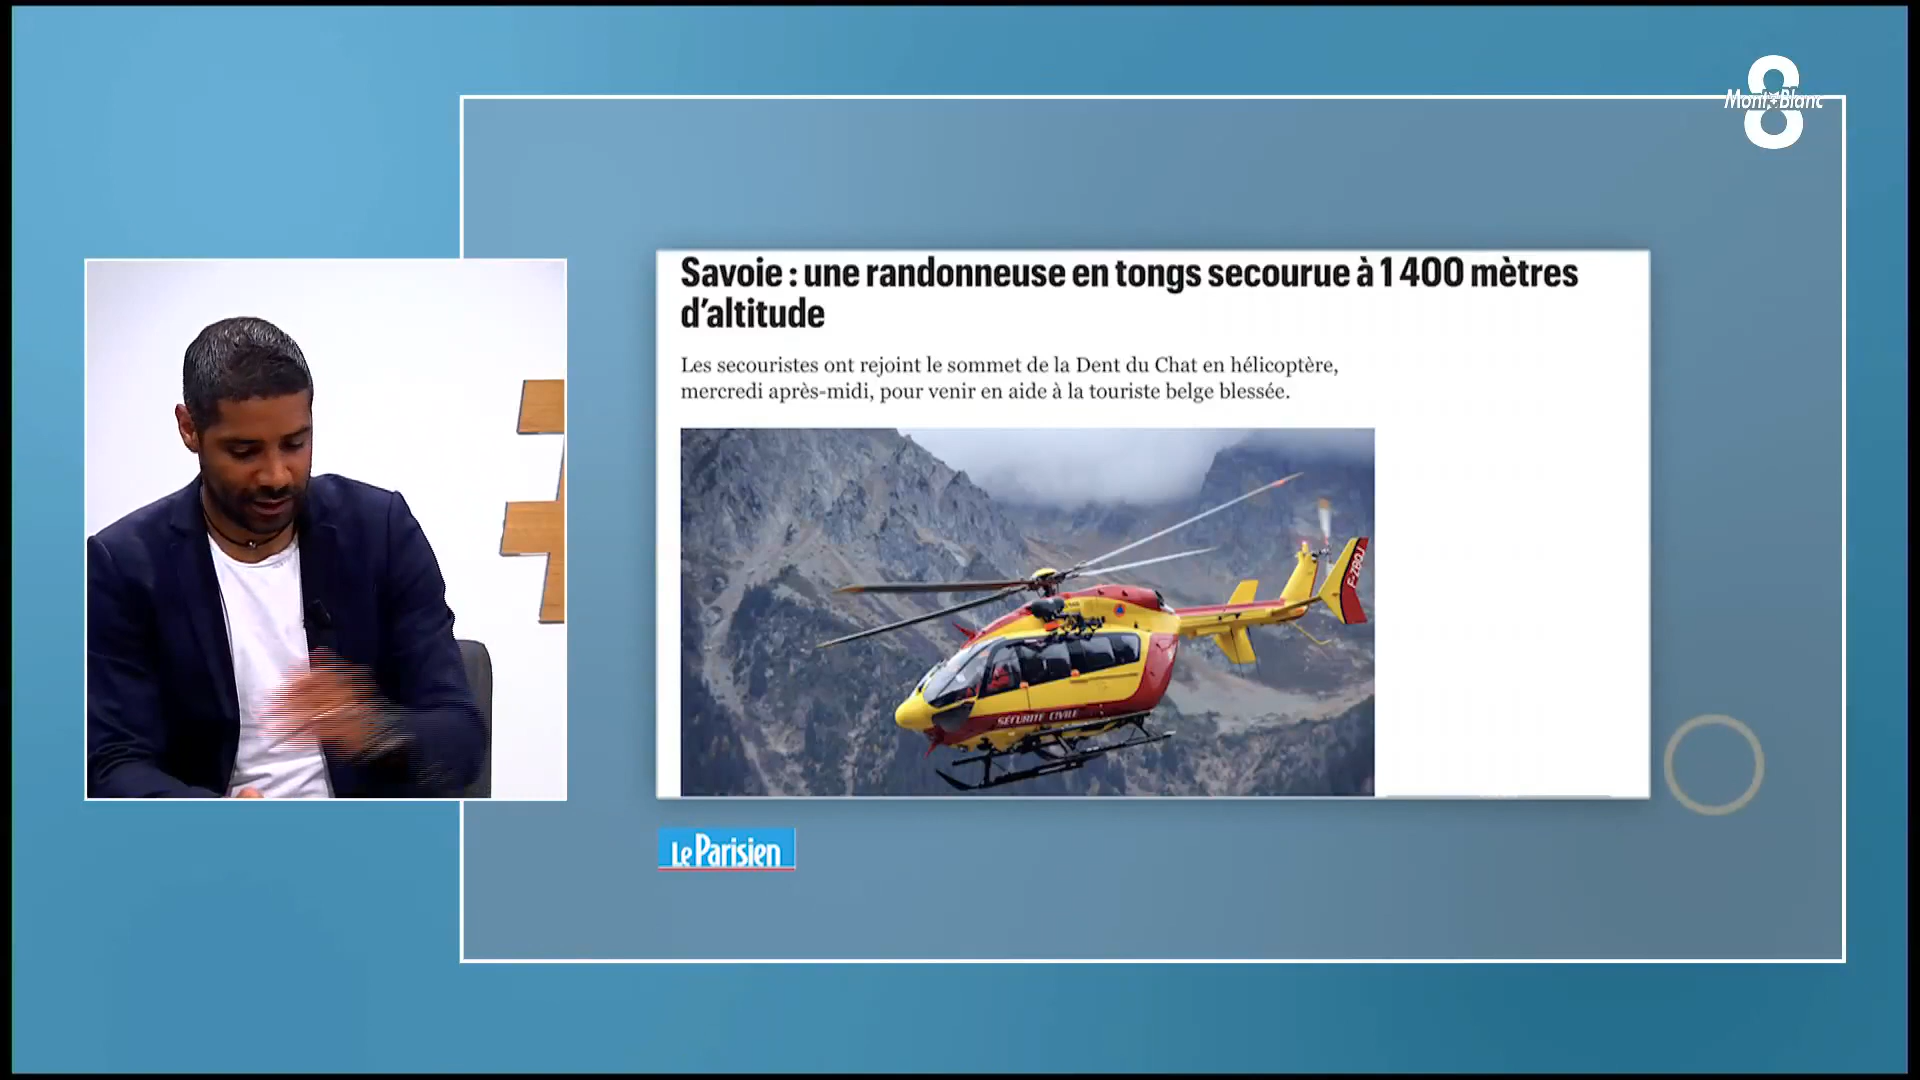 8
Mont Blanc
Savoie : une randonneuse en tongs secourue à 1 400 mètres
d’altitude
Les secouristes ont rejoint le sommet de la Dent du Chat en hélicoptère,
mercredi après-midi, pour venir en aide à la touriste belge blessée.
F-ZBQJ
SÉCURITÉ CIVILE
Le Parisien